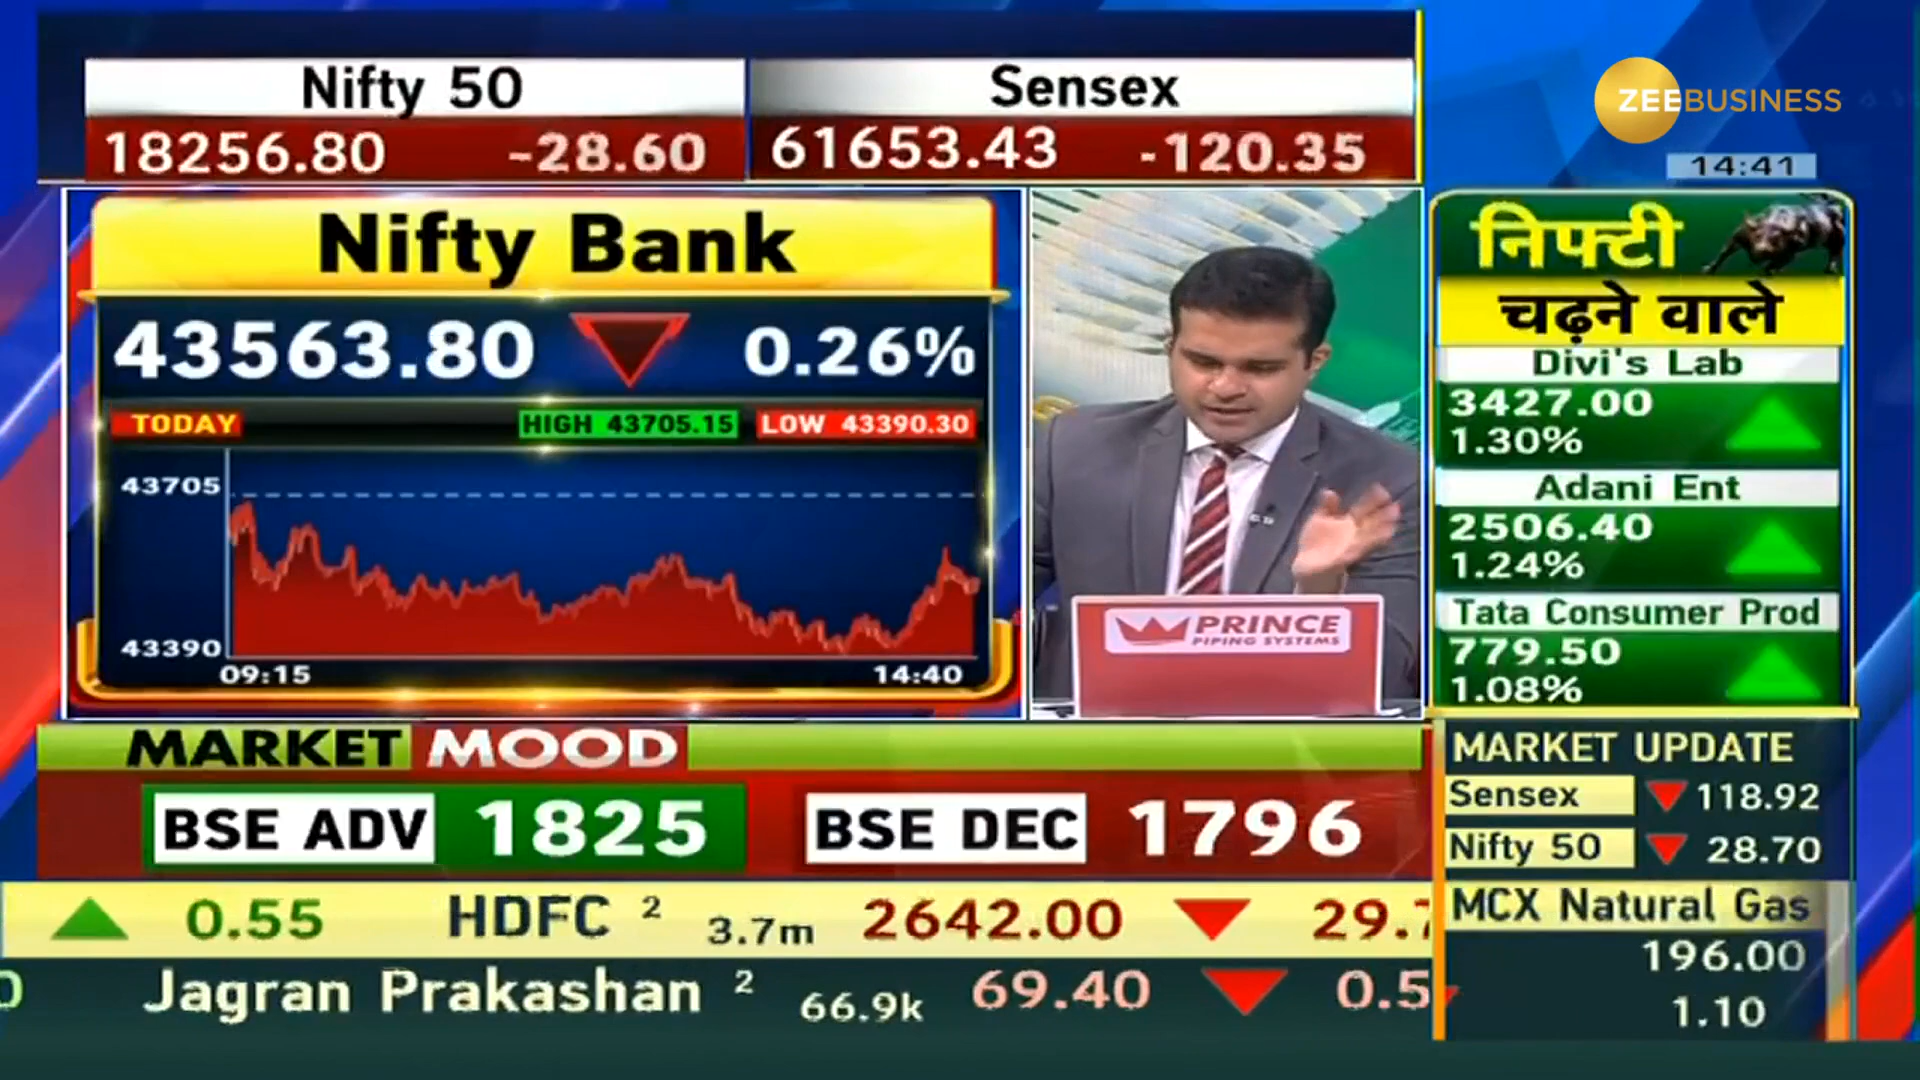 Nifty 50
18256.80 -28.60
Sensex
61653.43 -120.35
ZEEBUSINESS
14:41
Nifty Bank
43563.80 0.26%
TODAY HIGH 43705.15 LOW 43390.30
43705
43390
09:15 14:40
PRINCE
PIPING SYSTEMS
निफ्टी
चढ़ने वाले
Divi's Lab
3427.00
1.30%
Adani Ent
2506.40
1.24%
Tata Consumer Prod
779.50
1.08%
MARKET MOOD
BSE ADV 1825 BSE DEC 1796
MARKET UPDATE
Sensex 118.92
Nifty 50 28.70
MCX Natural Gas
196.00
1.10
0.55 HDFC 2 3.7m 2642.00 29.7
Jagran Prakashan 2 66.9k 69.40 0.5